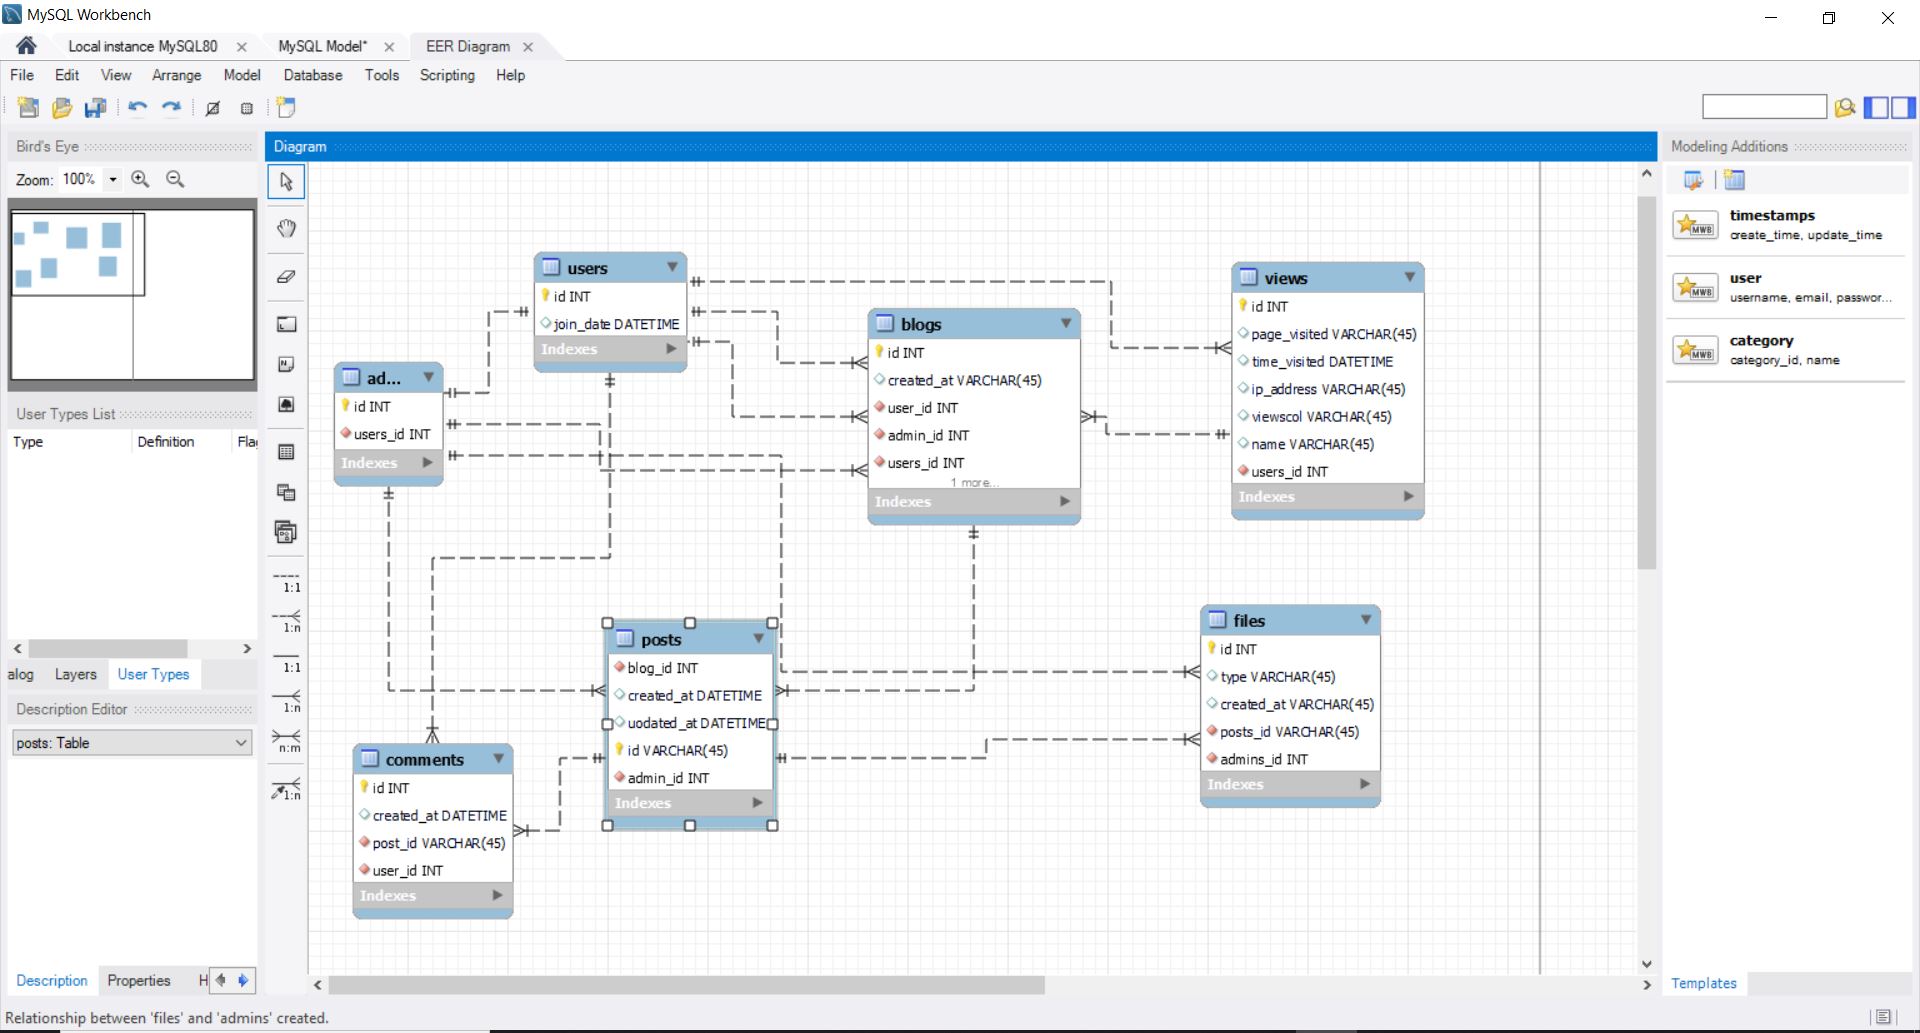 MySQL Workbench
Local instance MySQL80
MySQL Model*
EER Diagram
File Edit View Arrange Model Database Tools Scripting Help
Bird's Eye
Zoom: 100%
User Types List
Type Definition Flag
alog Layers User Types
Description Editor
posts: Table
Description Properties H
Diagram
1:1
1:n
1:1
1:n
n:m
1:n
users
id INT
join_date DATETIME
Indexes
ad...
id INT
users_id INT
Indexes
blogs
id INT
created_at VARCHAR(45)
user_id INT
admin_id INT
users_id INT
1 more...
Indexes
views
id INT
page_visited VARCHAR(45)
time_visited DATETIME
ip_address VARCHAR(45)
viewscol VARCHAR(45)
name VARCHAR(45)
users_id INT
Indexes
posts
blog_id INT
created_at DATETIME
uodated_at DATETIME
id VARCHAR(45)
admin_id INT
Indexes
files
id INT
type VARCHAR(45)
created_at VARCHAR(45)
posts_id VARCHAR(45)
admins_id INT
Indexes
comments
id INT
created_at DATETIME
post_id VARCHAR(45)
user_id INT
Indexes
Modeling Additions
MWB
timestamps
create_time, update_time
MWB
user
username, email, passwor...
MWB
category
category_id, name
Templates
Relationship between 'files' and 'admins' created.